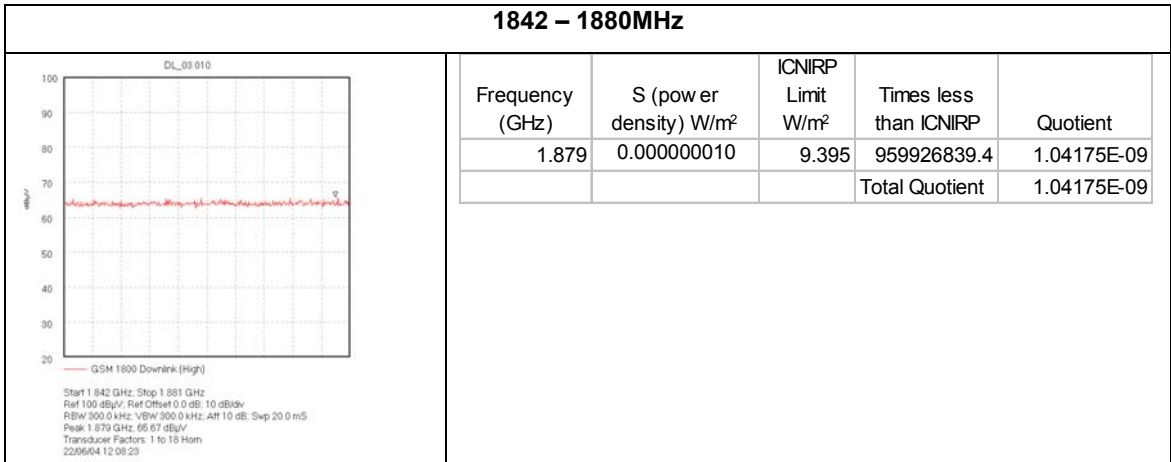 1842 – 1880MHz
DL_03 010
100
90
80
70
60
50
40
30
20
dBµV
GSM 1800 Downlink (High)
Start 1.842 GHz; Stop 1.881 GHz
Ref 100 dBµV; Ref Offset 0.0 dB; 10 dB/div
RBW 300.0 kHz; VBW 300.0 kHz; Att 10 dB; Swp 20.0 mS
Peak 1.879 GHz, 65.67 dBµV
Transducer Factors: 1 to 18 Horn
22/06/04 12:08:23
Frequency (GHz) S (pow er density) W/m² ICNIRP Limit W/m² Times less than ICNIRP Quotient
1.879 0.000000010 9.395 959926839.4 1.04175E-09
Total Quotient 1.04175E-09